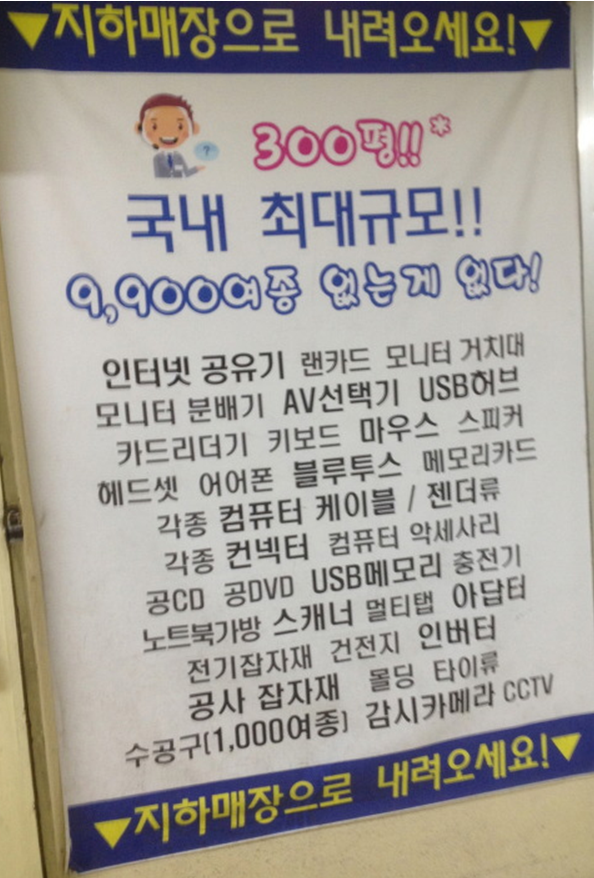 ▼지하매장으로 내려오세요!▼
?
300평!!*
국내 최대규모!!
9,900여종 없는게 없다!
인터넷 공유기 랜카드 모니터 거치대
모니터 분배기 AV선택기 USB허브
카드리더기 키보드 마우스 스피커
헤드셋 어어폰 블루투스 메모리카드
각종 컴퓨터 케이블 / 젠더류
각종 컨넥터 컴퓨터 악세사리
공CD 공DVD USB메모리 충전기
노트북가방 스캐너 멀티탭 아답터
전기잡자재 건전지 인버터
공사 잡자재 몰딩 타이류
수공구(1,000여종) 감시카메라 CCTV
▼지하매장으로 내려오세요!▼